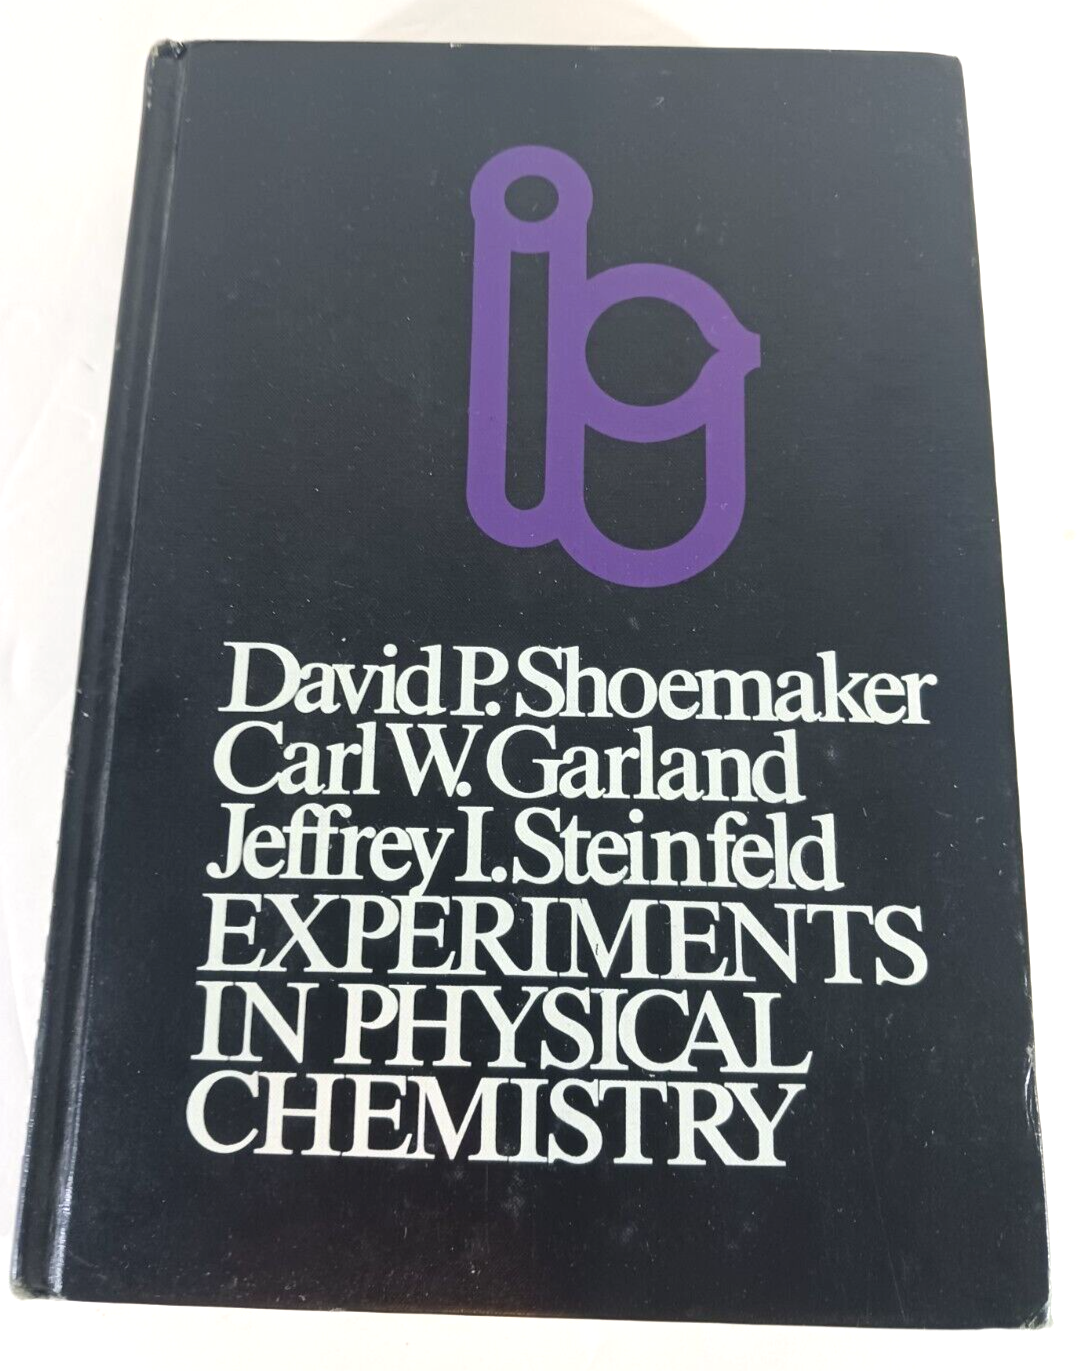 David P. Shoemaker
Carl W. Garland
Jeffrey I. Steinfeld
EXPERIMENTS
IN PHYSICAL
CHEMISTRY